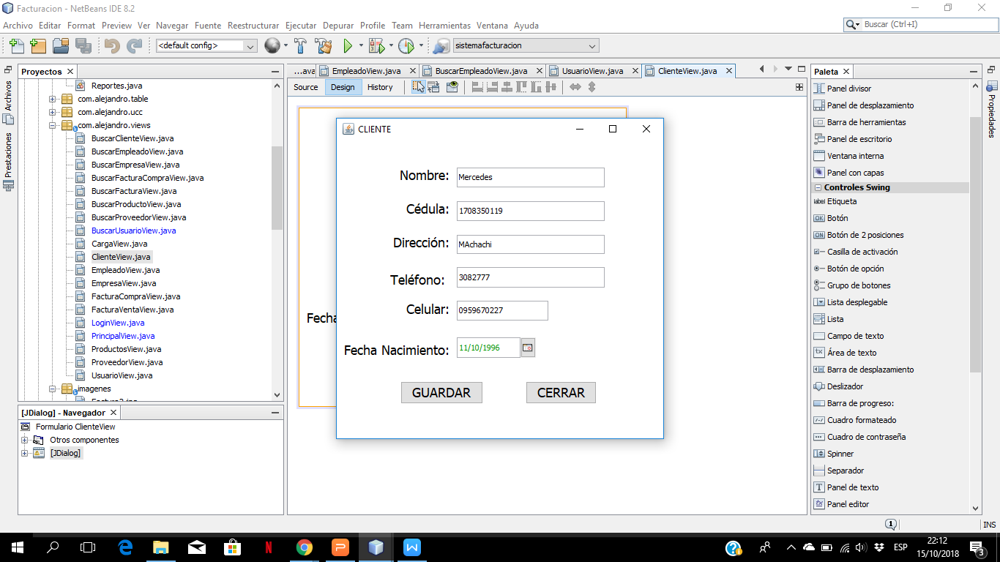 Facturacion - NetBeans IDE 8.2
Archivo Editar Format Preview Ver Navegar Fuente Reestructurar Ejecutar Depurar Profile Team Herramientas Ventana Ayuda
Buscar (Ctrl+I)
<default config>
sistemafacturacion
Archivos
Prestaciones
Proyectos
Reportes.java
com.alejandro.table
com.alejandro.ucc
com.alejandro.views
BuscarClienteView.java
BuscarEmpleadoView.java
BuscarEmpresaView.java
BuscarFacturaCompraView.java
BuscarFacturaView.java
BuscarProductoView.java
BuscarProveedorView.java
BuscarUsuarioView.java
CargaView.java
ClienteView.java
EmpleadoView.java
EmpresaView.java
FacturaCompraView.java
FacturaVentaView.java
LoginView.java
PrincipalView.java
ProductosView.java
ProveedorView.java
UsuarioView.java
imagenes
[JDialog] - Navegador
Formulario ClienteView
Otros componentes
[JDialog]
...ava EmpleadoView.java BuscarEmpleadoView.java UsuarioView.java ClienteView.java
Source Design History
Fecha
CLIENTE
Nombre: Mercedes
Cédula: 1708350119
Dirección: MAchachi
Teléfono: 3082777
Celular: 0959670227
Fecha Nacimiento: 11/10/1996
GUARDAR CERRAR
Paleta
Panel divisor
Panel de desplazamiento
Barra de herramientas
Panel de escritorio
Ventana interna
Panel con capas
Controles Swing
label Etiqueta
OK Botón
ON Botón de 2 posiciones
Casilla de activación
Botón de opción
Grupo de botones
Lista desplegable
Lista
Campo de texto
Área de texto
Barra de desplazamiento
Deslizador
Barra de progreso:
Cuadro formateado
Cuadro de contraseña
Spinner
Separador
Panel de texto
Panel editor
Propiedades
1
INS
ESP
22:12
15/10/2018
3